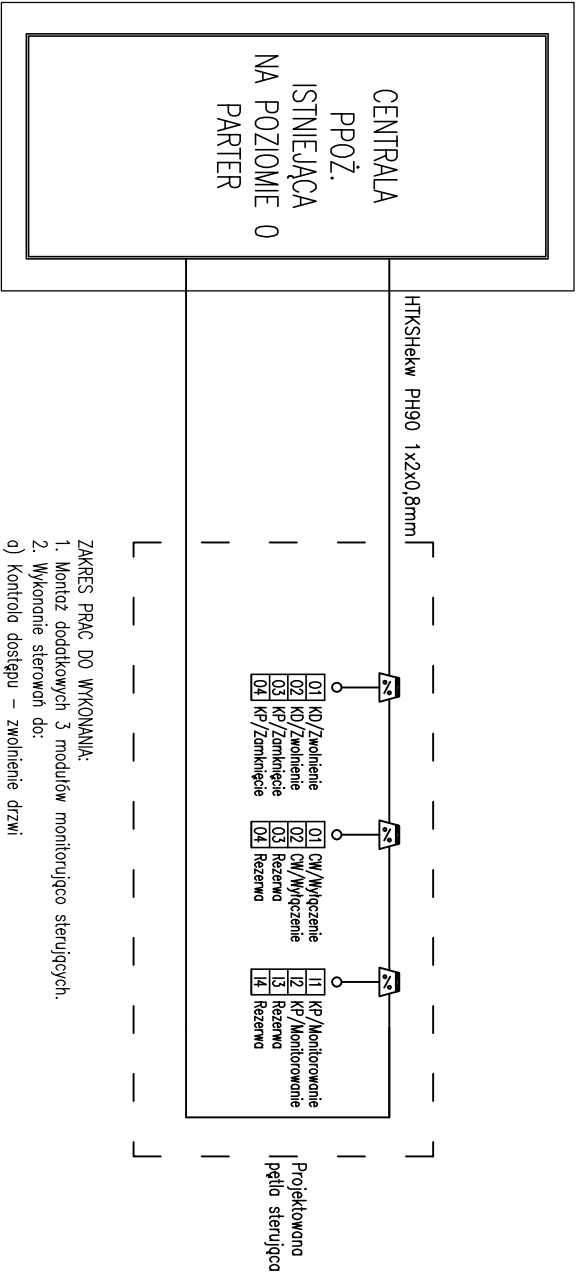 CENTRALA
PPOŻ.
ISTNIEJĄCA
NA POZIOMIE 0
PARTER
HTKSHekw PH90 1x2x0,8mm
01 KD/Zwolnienie
02 KD/Zwolnienie
03 KP/Zamknięcie
04 KP/Zamknięcie
01 CW/Wyłączenie
02 CW/Wyłączenie
03 Rezerwa
04 Rezerwa
I1 KP/Monitorowanie
I2 KP/Monitorowanie
I3 Rezerwa
I4 Rezerwa
Projektowana
pętla sterująca
ZAKRES PRAC DO WYKONANIA:
1. Montaż dodatkowych 3 modułów monitorująco sterujących.
2. Wykonanie sterowań do:
a) Kontrola dostępu – zwolnienie drzwi